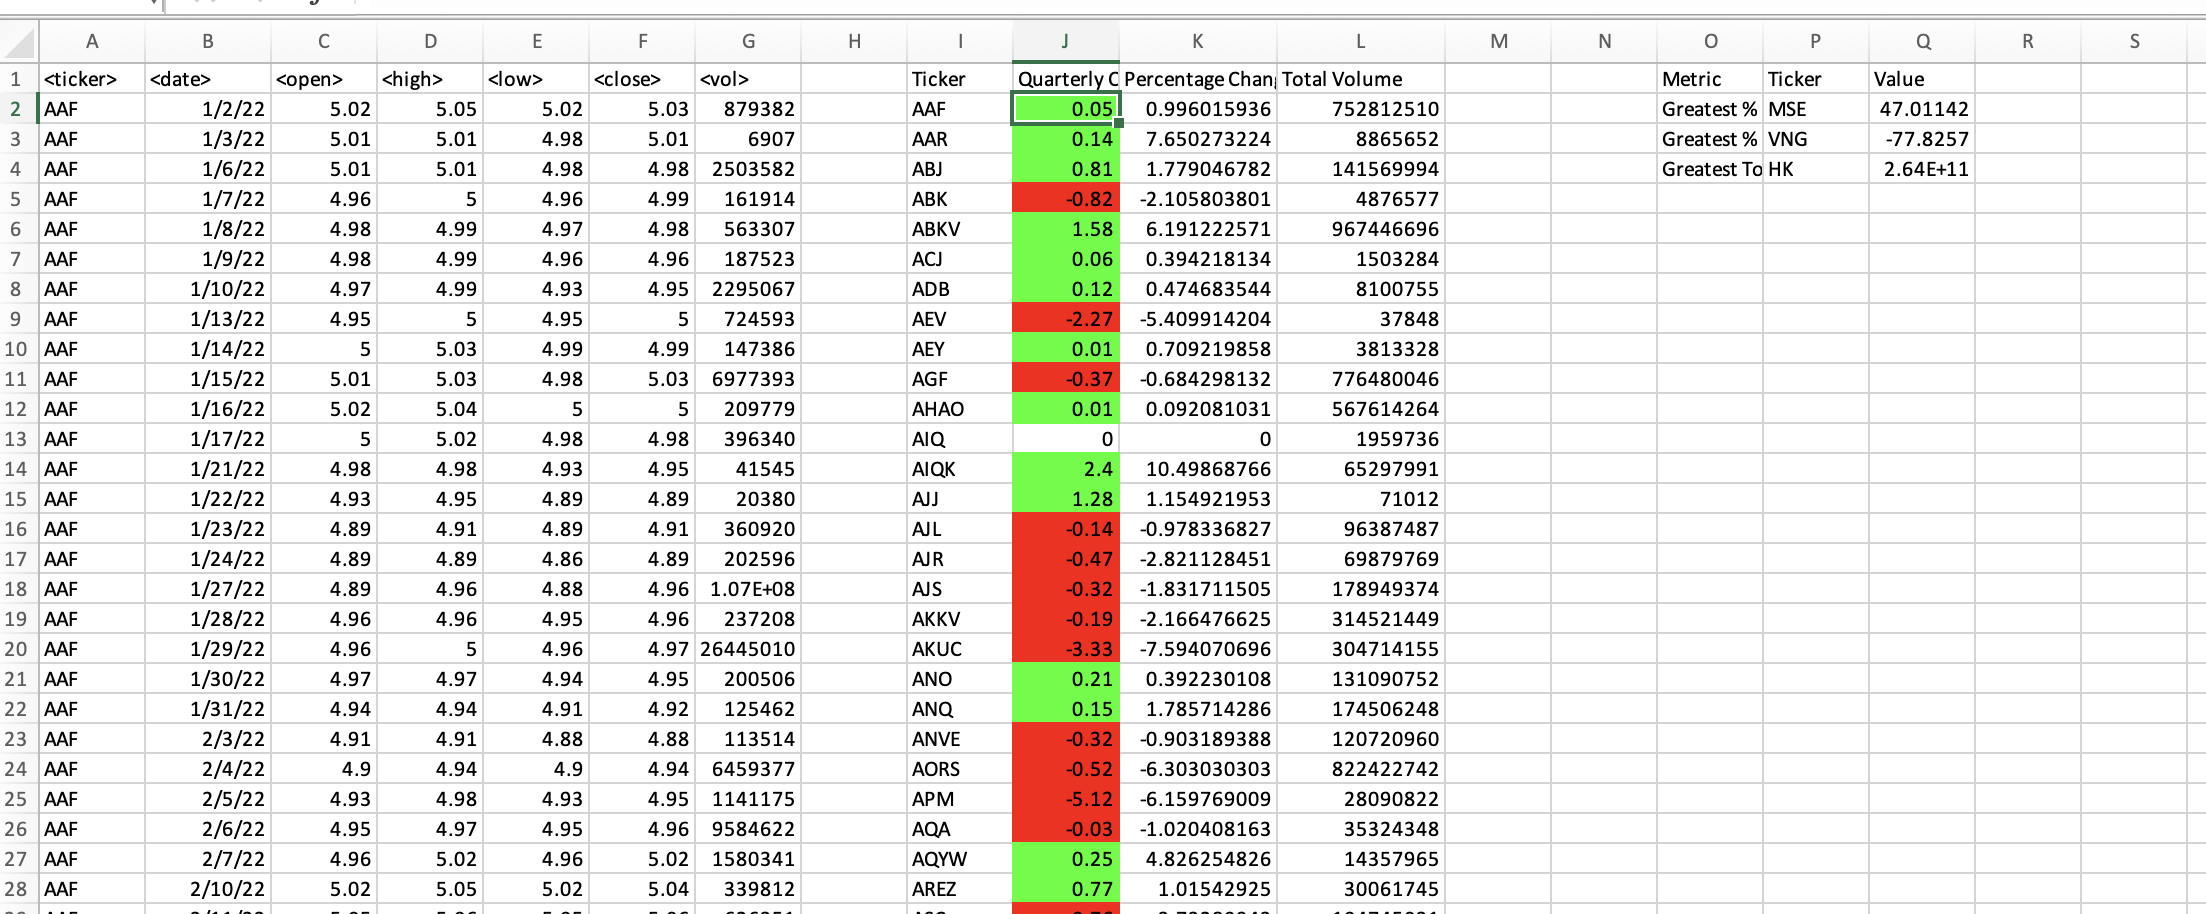 A B C D E F G H I J K L M N O P Q R S
1 <ticker> <date> <open> <high> <low> <close> <vol> Ticker Quarterly C Percentage Chang Total Volume Metric Ticker Value
2 AAF 1/2/22 5.02 5.05 5.02 5.03 879382 AAF 0.05 0.996015936 752812510 Greatest % MSE 47.01142
3 AAF 1/3/22 5.01 5.01 4.98 5.01 6907 AAR 0.14 7.650273224 8865652 Greatest % VNG -77.8257
4 AAF 1/6/22 5.01 5.01 4.98 4.98 2503582 ABJ 0.81 1.779046782 141569994 Greatest To HK 2.64E+11
5 AAF 1/7/22 4.96 5 4.96 4.99 161914 ABK -0.82 -2.105803801 4876577
6 AAF 1/8/22 4.98 4.99 4.97 4.98 563307 ABKV 1.58 6.191222571 967446696
7 AAF 1/9/22 4.98 4.99 4.96 4.96 187523 ACJ 0.06 0.394218134 1503284
8 AAF 1/10/22 4.97 4.99 4.93 4.95 2295067 ADB 0.12 0.474683544 8100755
9 AAF 1/13/22 4.95 5 4.95 5 724593 AEV -2.27 -5.409914204 37848
10 AAF 1/14/22 5 5.03 4.99 4.99 147386 AEY 0.01 0.709219858 3813328
11 AAF 1/15/22 5.01 5.03 4.98 5.03 6977393 AGF -0.37 -0.684298132 776480046
12 AAF 1/16/22 5.02 5.04 5 5 209779 AHAO 0.01 0.092081031 567614264
13 AAF 1/17/22 5 5.02 4.98 4.98 396340 AIQ 0 0 1959736
14 AAF 1/21/22 4.98 4.98 4.93 4.95 41545 AIQK 2.4 10.49868766 65297991
15 AAF 1/22/22 4.93 4.95 4.89 4.89 20380 AJJ 1.28 1.154921953 71012
16 AAF 1/23/22 4.89 4.91 4.89 4.91 360920 AJL -0.14 -0.978336827 96387487
17 AAF 1/24/22 4.89 4.89 4.86 4.89 202596 AJR -0.47 -2.821128451 69879769
18 AAF 1/27/22 4.89 4.96 4.88 4.96 1.07E+08 AJS -0.32 -1.831711505 178949374
19 AAF 1/28/22 4.96 4.96 4.95 4.96 237208 AKKV -0.19 -2.166476625 314521449
20 AAF 1/29/22 4.96 5 4.96 4.97 26445010 AKUC -3.33 -7.594070696 304714155
21 AAF 1/30/22 4.97 4.97 4.94 4.95 200506 ANO 0.21 0.392230108 131090752
22 AAF 1/31/22 4.94 4.94 4.91 4.92 125462 ANQ 0.15 1.785714286 174506248
23 AAF 2/3/22 4.91 4.91 4.88 4.88 113514 ANVE -0.32 -0.903189388 120720960
24 AAF 2/4/22 4.9 4.94 4.9 4.94 6459377 AORS -0.52 -6.303030303 822422742
25 AAF 2/5/22 4.93 4.98 4.93 4.95 1141175 APM -5.12 -6.159769009 28090822
26 AAF 2/6/22 4.95 4.97 4.95 4.96 9584622 AQA -0.03 -1.020408163 35324348
27 AAF 2/7/22 4.96 5.02 4.96 5.02 1580341 AQYW 0.25 4.826254826 14357965
28 AAF 2/10/22 5.02 5.05 5.02 5.04 339812 AREZ 0.77 1.01542925 30061745